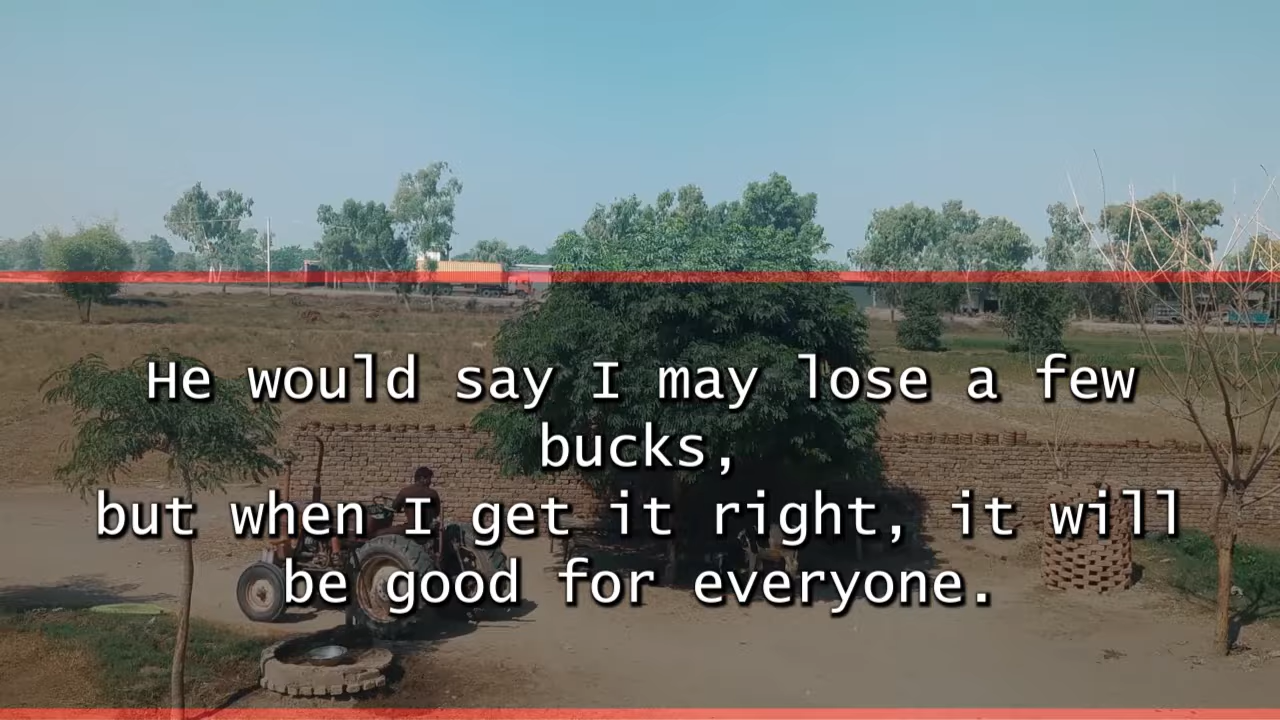 He would say I may lose a few
bucks,
but when I get it right, it will
be good for everyone.